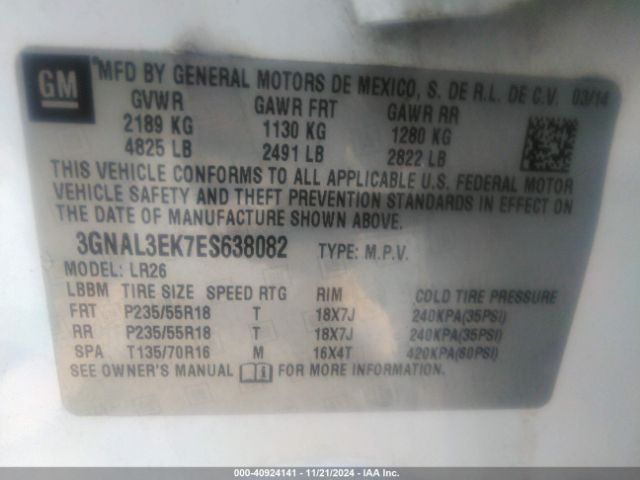 GM
MFD BY GENERAL MOTORS DE MEXICO, S. DE R.L. DE C.V. 03/14
GVWR GAWR FRT GAWR RR
2189 KG 1130 KG 1280 KG
4825 LB 2491 LB 2822 LB
THIS VEHICLE CONFORMS TO ALL APPLICABLE U.S. FEDERAL MOTOR
VEHICLE SAFETY AND THEFT PREVENTION STANDARDS IN EFFECT ON
THE DATE OF MANUFACTURE SHOWN ABOVE.
3GNAL3EK7ES638082 TYPE: M.P.V.
MODEL: LR26
LBBM TIRE SIZE SPEED RTG RIM COLD TIRE PRESSURE
FRT P235/55R18 T 18X7J 240KPA(35PSI)
RR P235/55R18 T 18X7J 240KPA(35PSI)
SPA T135/70R16 M 16X4T 420KPA(60PSI)
SEE OWNER'S MANUAL FOR MORE INFORMATION
000-40924141 - 11/21/2024 - IAA Inc.